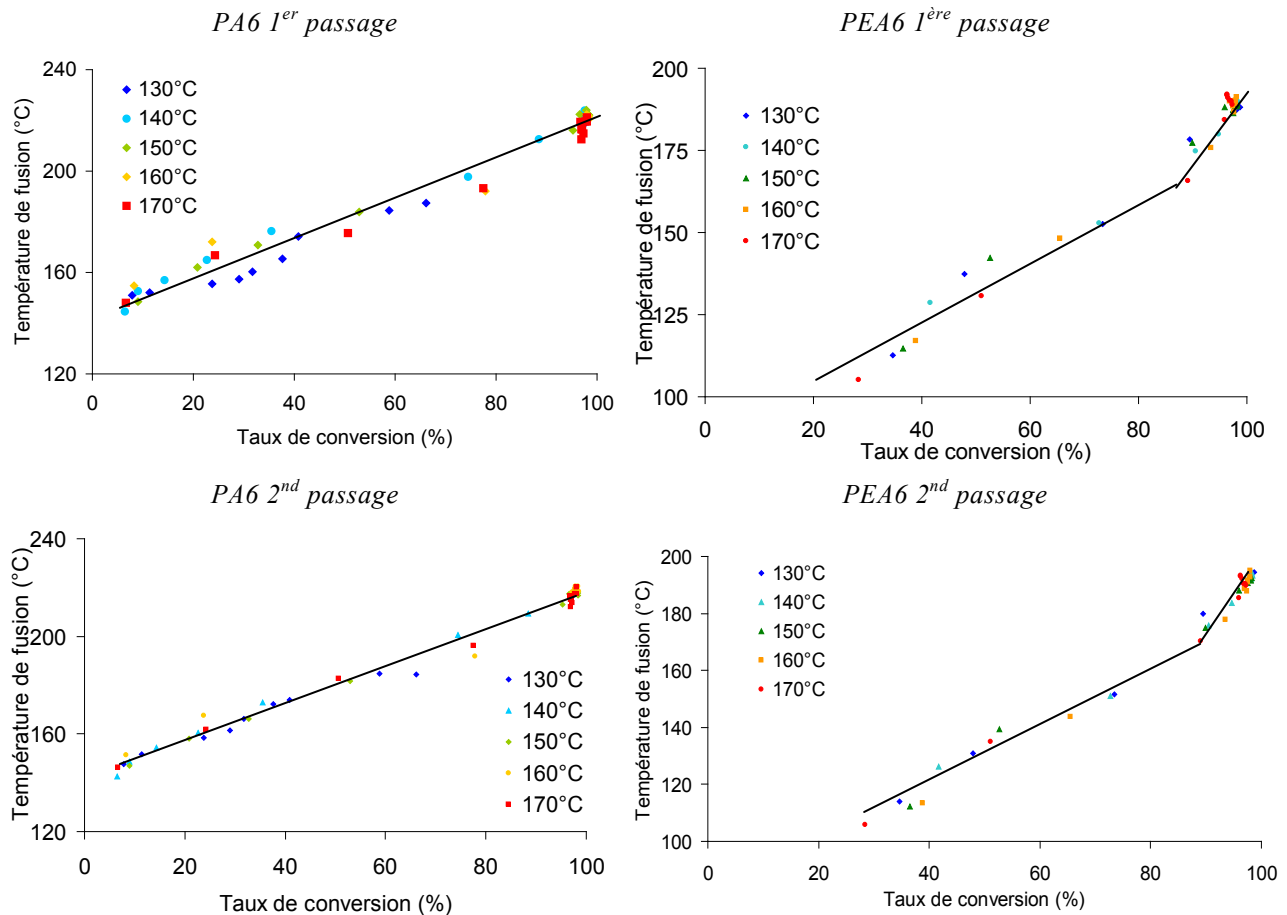 PA6 1er passage
Température de fusion (°C)
240
200
160
120
130°C
140°C
150°C
160°C
170°C
0 20 40 60 80 100
Taux de conversion (%)
PEA6 1ère passage
Température de fusion (°C)
200
175
150
125
100
130°C
140°C
150°C
160°C
170°C
0 20 40 60 80 100
Taux de conversion (%)
PA6 2nd passage
Température de fusion (°C)
240
200
160
120
130°C
140°C
150°C
160°C
170°C
0 20 40 60 80 100
Taux de conversion (%)
PEA6 2nd passage
Température de fusion (°C)
200
180
160
140
120
100
130°C
140°C
150°C
160°C
170°C
0 20 40 60 80 100
Taux de conversion (%)